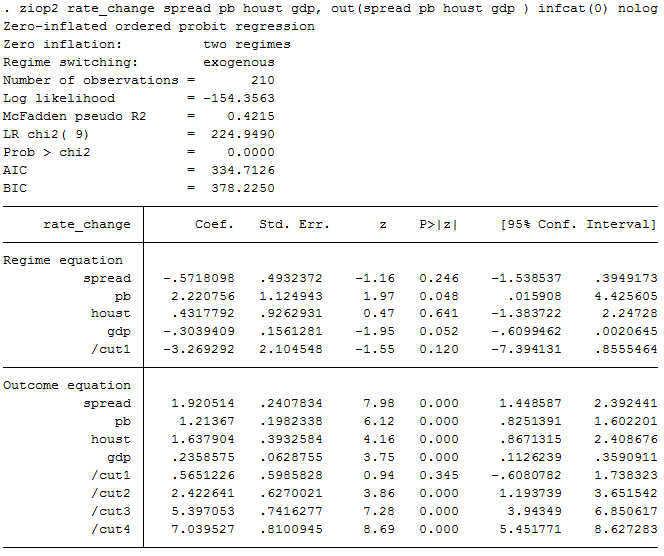 . ziop2 rate_change spread pb houst gdp, out(spread pb houst gdp ) infcat(0) nolog
Zero-inflated ordered probit regression
Zero inflation: two regimes
Regime switching: exogenous
Number of observations = 210
Log likelihood = -154.3563
McFadden pseudo R2 = 0.4215
LR chi2( 9) = 224.9490
Prob > chi2 = 0.0000
AIC = 334.7126
BIC = 378.2250
rate_change Coef. Std. Err. z P>|z| [95% Conf. Interval]
Regime equation
spread -.5718098 .4932372 -1.16 0.246 -1.538537 .3949173
pb 2.220756 1.124943 1.97 0.048 .015908 4.425605
houst .4317792 .9262931 0.47 0.641 -1.383722 2.24728
gdp -.3039409 .1561281 -1.95 0.052 -.6099462 .0020645
/cut1 -3.269292 2.104548 -1.55 0.120 -7.394131 .8555464
Outcome equation
spread 1.920514 .2407834 7.98 0.000 1.448587 2.392441
pb 1.21367 .1982338 6.12 0.000 .8251391 1.602201
houst 1.637904 .3932584 4.16 0.000 .8671315 2.408676
gdp .2358575 .0628755 3.75 0.000 .1126239 .3590911
/cut1 .5651226 .5985828 0.94 0.345 -.6080782 1.738323
/cut2 2.422641 .6270021 3.86 0.000 1.193739 3.651542
/cut3 5.397053 .7416277 7.28 0.000 3.94349 6.850617
/cut4 7.039527 .8100945 8.69 0.000 5.451771 8.627283